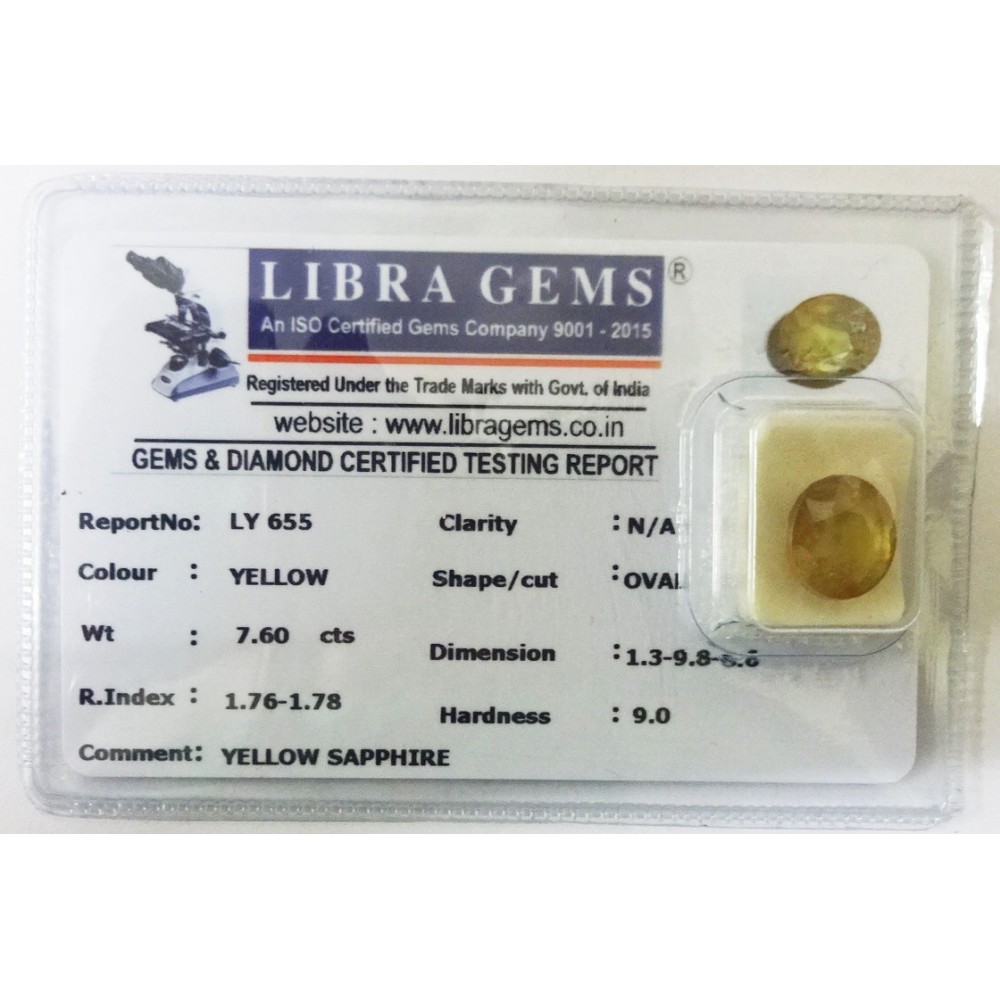 LIBRA GEMS ®
An ISO Certified Gems Company 9001 - 2015
Registered Under the Trade Marks with Govt. of India
website : www.libragems.co.in
GEMS & DIAMOND CERTIFIED TESTING REPORT
ReportNo: LY 655 Clarity : N/A
Colour : YELLOW Shape/cut : OVAL
Wt : 7.60 cts Dimension :
R.Index : 1.76-1.78 Hardness : 9.0
Comment: YELLOW SAPPHIRE